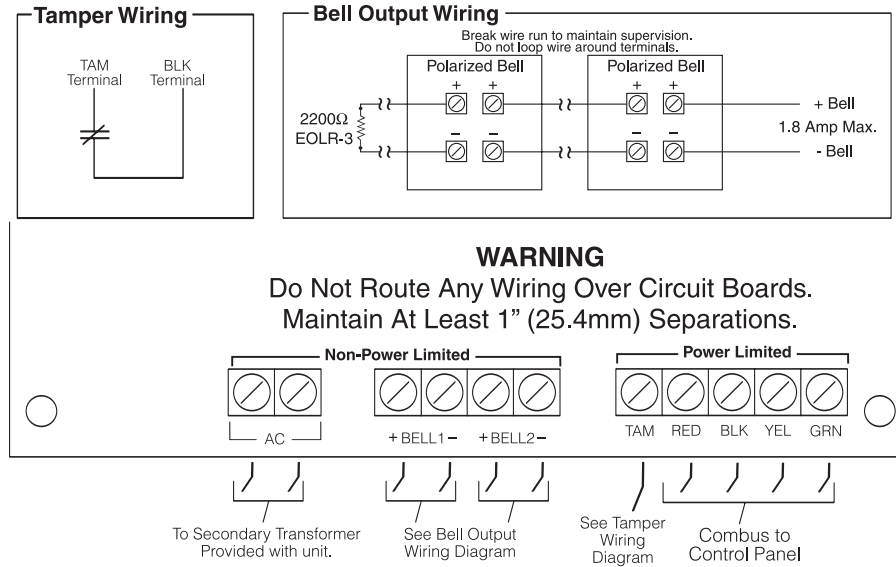 Tamper Wiring
TAM
Terminal
BLK
Terminal
Bell Output Wiring
Break wire run to maintain supervision.
Do not loop wire around terminals.
Polarized Bell
Polarized Bell
+ +
+ +
2200Ω
EOLR-3
– –
– –
+ Bell
1.8 Amp Max.
- Bell
WARNING
Do Not Route Any Wiring Over Circuit Boards.
Maintain At Least 1” (25.4mm) Separations.
Non-Power Limited
Power Limited
AC
+ BELL1 –
+ BELL2 –
TAM RED BLK YEL GRN
To Secondary Transformer
Provided with unit.
See Bell Output
Wiring Diagram
See Tamper
Wiring
Diagram
Combus to
Control Panel